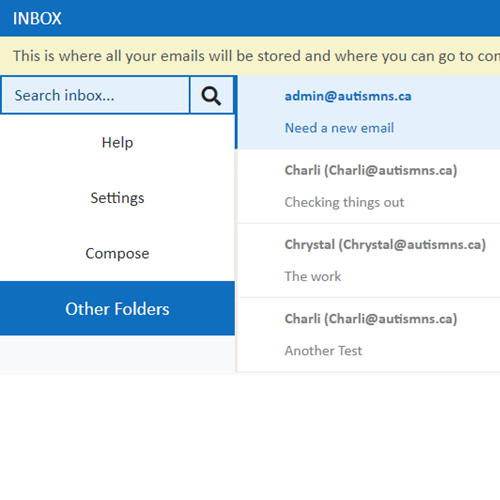 INBOX
This is where all your emails will be stored and where you can go to
Search inbox...
Help
Settings
Compose
Other Folders
admin@autismns.ca
Need a new email
Charli (Charli@autismns.ca)
Checking things out
Chrystal (Chrystal@autismns.ca)
The work
Charli (Charli@autismns.ca)
Another Test